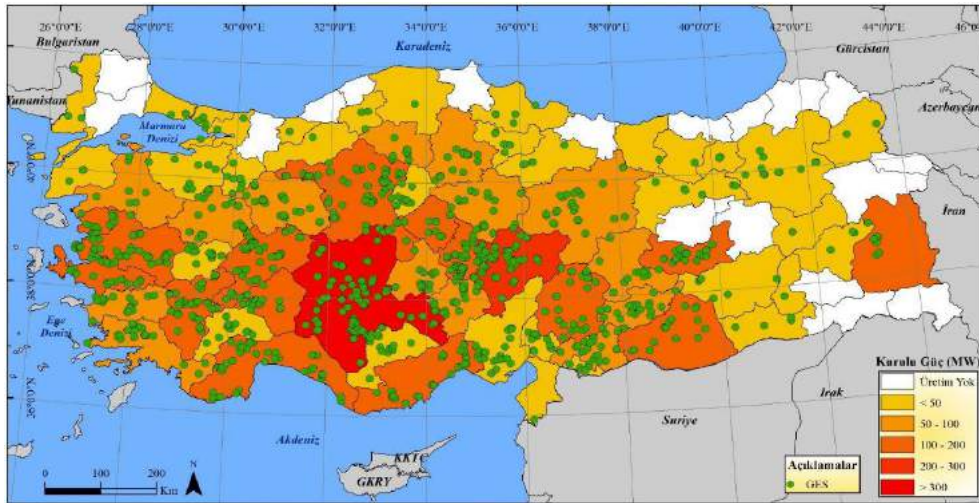 26°0'0"E 28°0'0"E 30°0'0"E 32°0'0"E 34°0'0"E 36°0'0"E 38°0'0"E 40°0'0"E 42°0'0"E 44°0'0"E
Bulgaristan
Karadeniz
Gürcistan
Yunanistan
Azerbaycan
Marmara
Denizi
İran
Ege
Denizi
Akdeniz
KKTC
GKRY
Suriye
Irak
0 100 200
Km
N
Açıklamalar
GES
Kurulu Güç (MW)
Üretim Yok
< 50
50 - 100
100 - 200
200 - 300
> 300